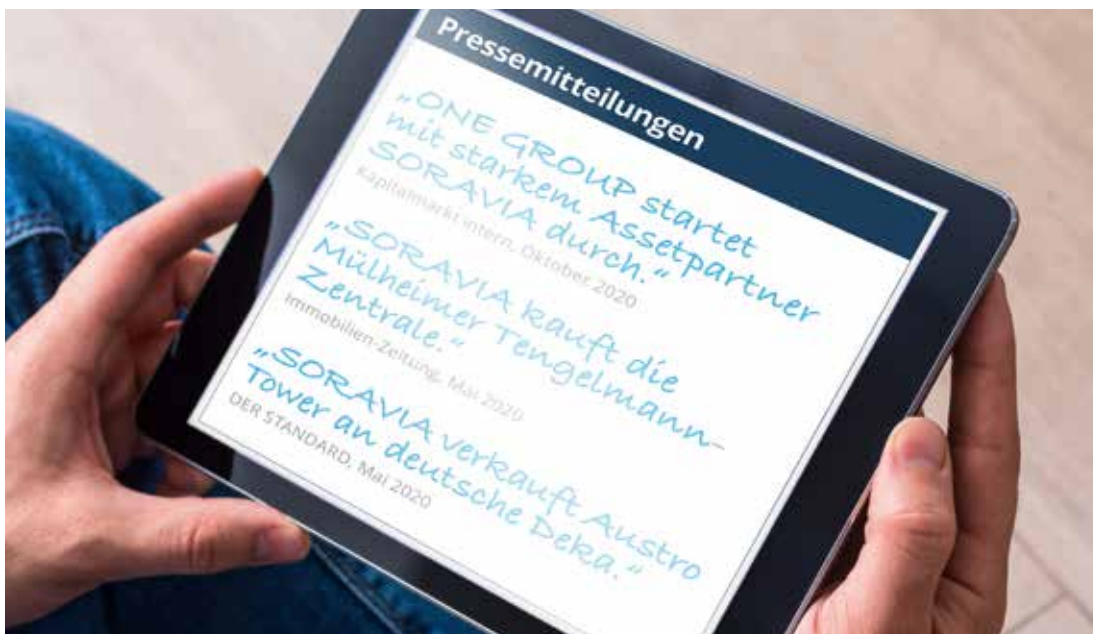 Pressemitteilungen
„ONE GROUP startet
mit starkem Assetpartner
SORAVIA durch.“
Kapitalmarkt intern, Oktober 2020
„SORAVIA kauft die
Mülheimer Tengelmann-
Zentrale.“
Immobilien-Zeitung, Mai 2020
„SORAVIA verkauft Austro
Tower an deutsche Deka.“
DER STANDARD, Mai 2020